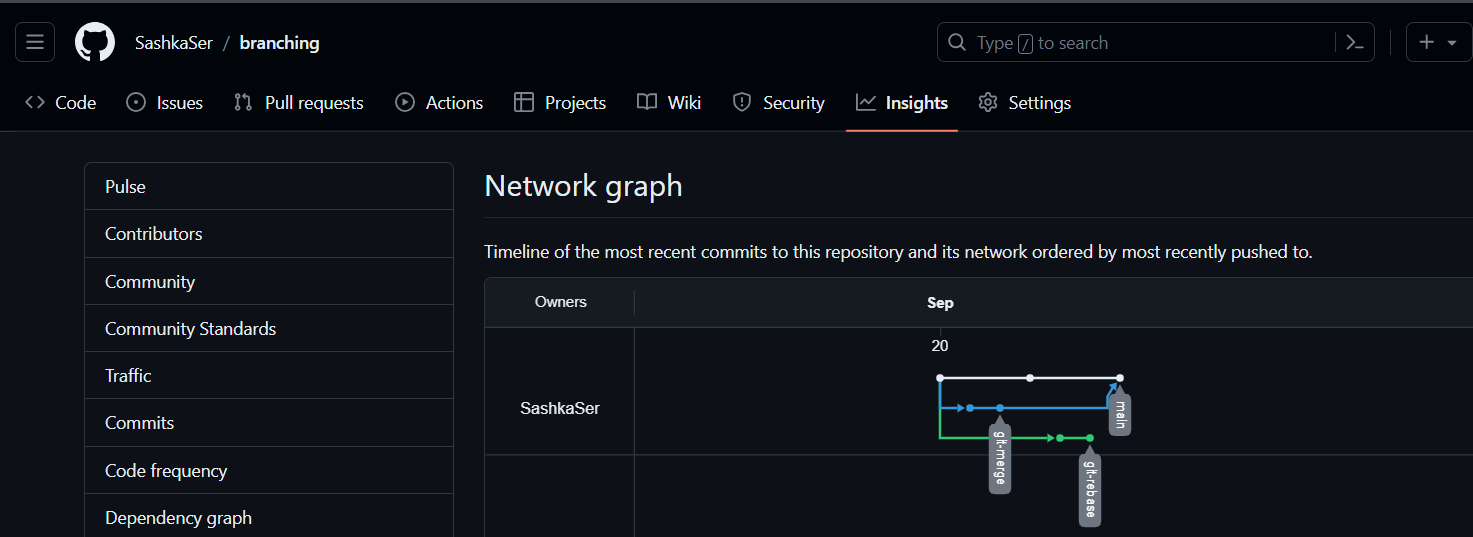 SashkaSer / branching
Type / to search
Code
Issues
Pull requests
Actions
Projects
Wiki
Security
Insights
Settings
Pulse
Contributors
Community
Community Standards
Traffic
Commits
Code frequency
Dependency graph
Network graph
Timeline of the most recent commits to this repository and its network ordered by most recently pushed to.
Owners
Sep
20
SashkaSer
main
git-merge
git-rebase